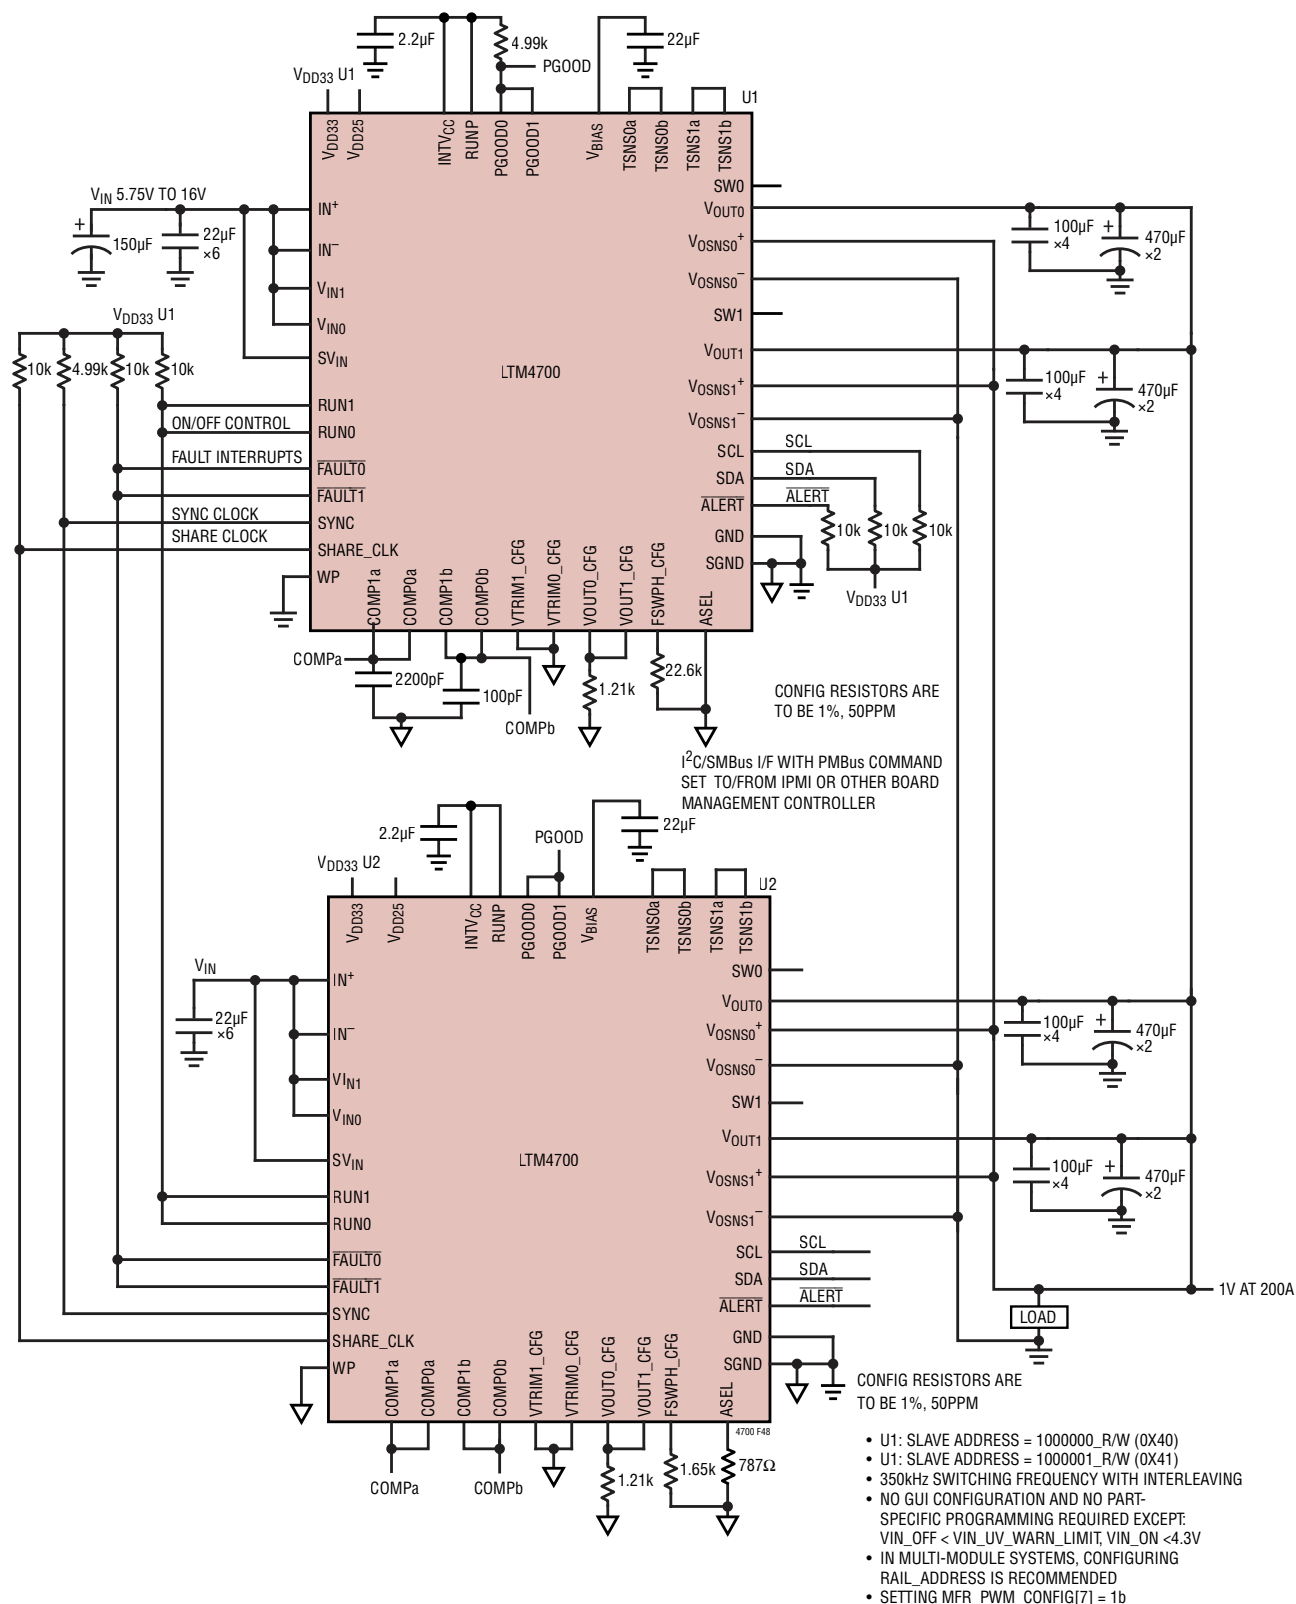 2.2µF
4.99k
22µF
PGOOD
VDD33 U1
U1
VDD33
VDD25
INTVCC
RUNP
PGOOD0
PGOOD1
VBIAS
TSNS0a
TSNS0b
TSNS1a
TSNS1b
VIN 5.75V TO 16V
+
150µF
22µF
×6
IN+
IN–
VIN1
VIN0
SVIN
VDD33 U1
10k
4.99k
10k
10k
RUN1
ON/OFF CONTROL
RUN0
FAULT INTERRUPTS
FAULT0
FAULT1
SYNC CLOCK
SYNC
SHARE CLOCK
SHARE_CLK
WP
LTM4700
SW0
VOUT0
VOSNS0+
VOSNS0–
SW1
VOUT1
VOSNS1+
VOSNS1–
SCL
SCL
SDA
SDA
ALERT
ALERT
GND
SGND
10k
10k
10k
VDD33 U1
100µF
×4
+
470µF
×2
100µF
×4
+
470µF
×2
COMP1a
COMP0a
COMP1b
COMP0b
VTRIM1_CFG
VTRIM0_CFG
VOUT0_CFG
VOUT1_CFG
FSWPH_CFG
ASEL
COMPa
2200pF
100pF
COMPb
1.21k
22.6k
CONFIG RESISTORS ARE
TO BE 1%, 50PPM
I2C/SMBus I/F WITH PMBus COMMAND
SET TO/FROM IPMI OR OTHER BOARD
MANAGEMENT CONTROLLER
2.2µF
PGOOD
22µF
VDD33 U2
U2
VDD33
VDD25
INTVCC
RUNP
PGOOD0
PGOOD1
VBIAS
TSNS0a
TSNS0b
TSNS1a
TSNS1b
VIN
22µF
×6
IN+
IN–
VIN1
VIN0
SVIN
RUN1
RUN0
FAULT0
FAULT1
SYNC
SHARE_CLK
WP
LTM4700
SW0
VOUT0
VOSNS0+
VOSNS0–
SW1
VOUT1
VOSNS1+
VOSNS1–
SCL
SCL
SDA
SDA
ALERT
ALERT
GND
SGND
100µF
×4
+
470µF
×2
100µF
×4
+
470µF
×2
1V AT 200A
LOAD
COMP1a
COMP0a
COMP1b
COMP0b
VTRIM1_CFG
VTRIM0_CFG
VOUT0_CFG
VOUT1_CFG
FSWPH_CFG
ASEL
4700 F48
COMPa
COMPb
1.21k
1.65k
787Ω
CONFIG RESISTORS ARE
TO BE 1%, 50PPM
• U1: SLAVE ADDRESS = 1000000_R/W (0X40)
• U1: SLAVE ADDRESS = 1000001_R/W (0X41)
• 350kHz SWITCHING FREQUENCY WITH INTERLEAVING
• NO GUI CONFIGURATION AND NO PART-
SPECIFIC PROGRAMMING REQUIRED EXCEPT:
VIN_OFF < VIN_UV_WARN_LIMIT, VIN_ON <4.3V
• IN MULTI-MODULE SYSTEMS, CONFIGURING
RAIL_ADDRESS IS RECOMMENDED
• SETTING MFR_PWM_CONFIG[7] = 1b